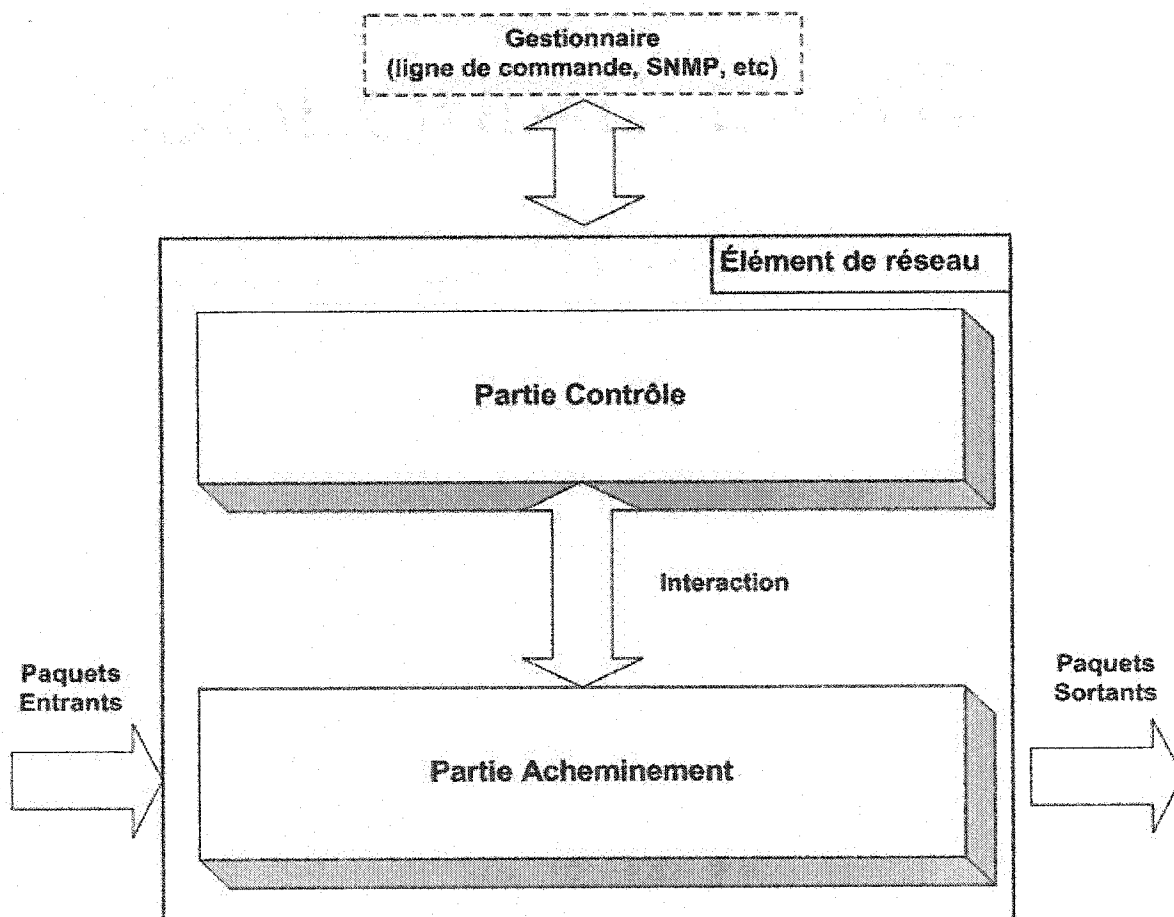 Gestionnaire
(ligne de commande, SNMP, etc)
Élément de réseau
Partie Contrôle
Interaction
Paquets
Entrants
Paquets
Sortants
Partie Acheminement